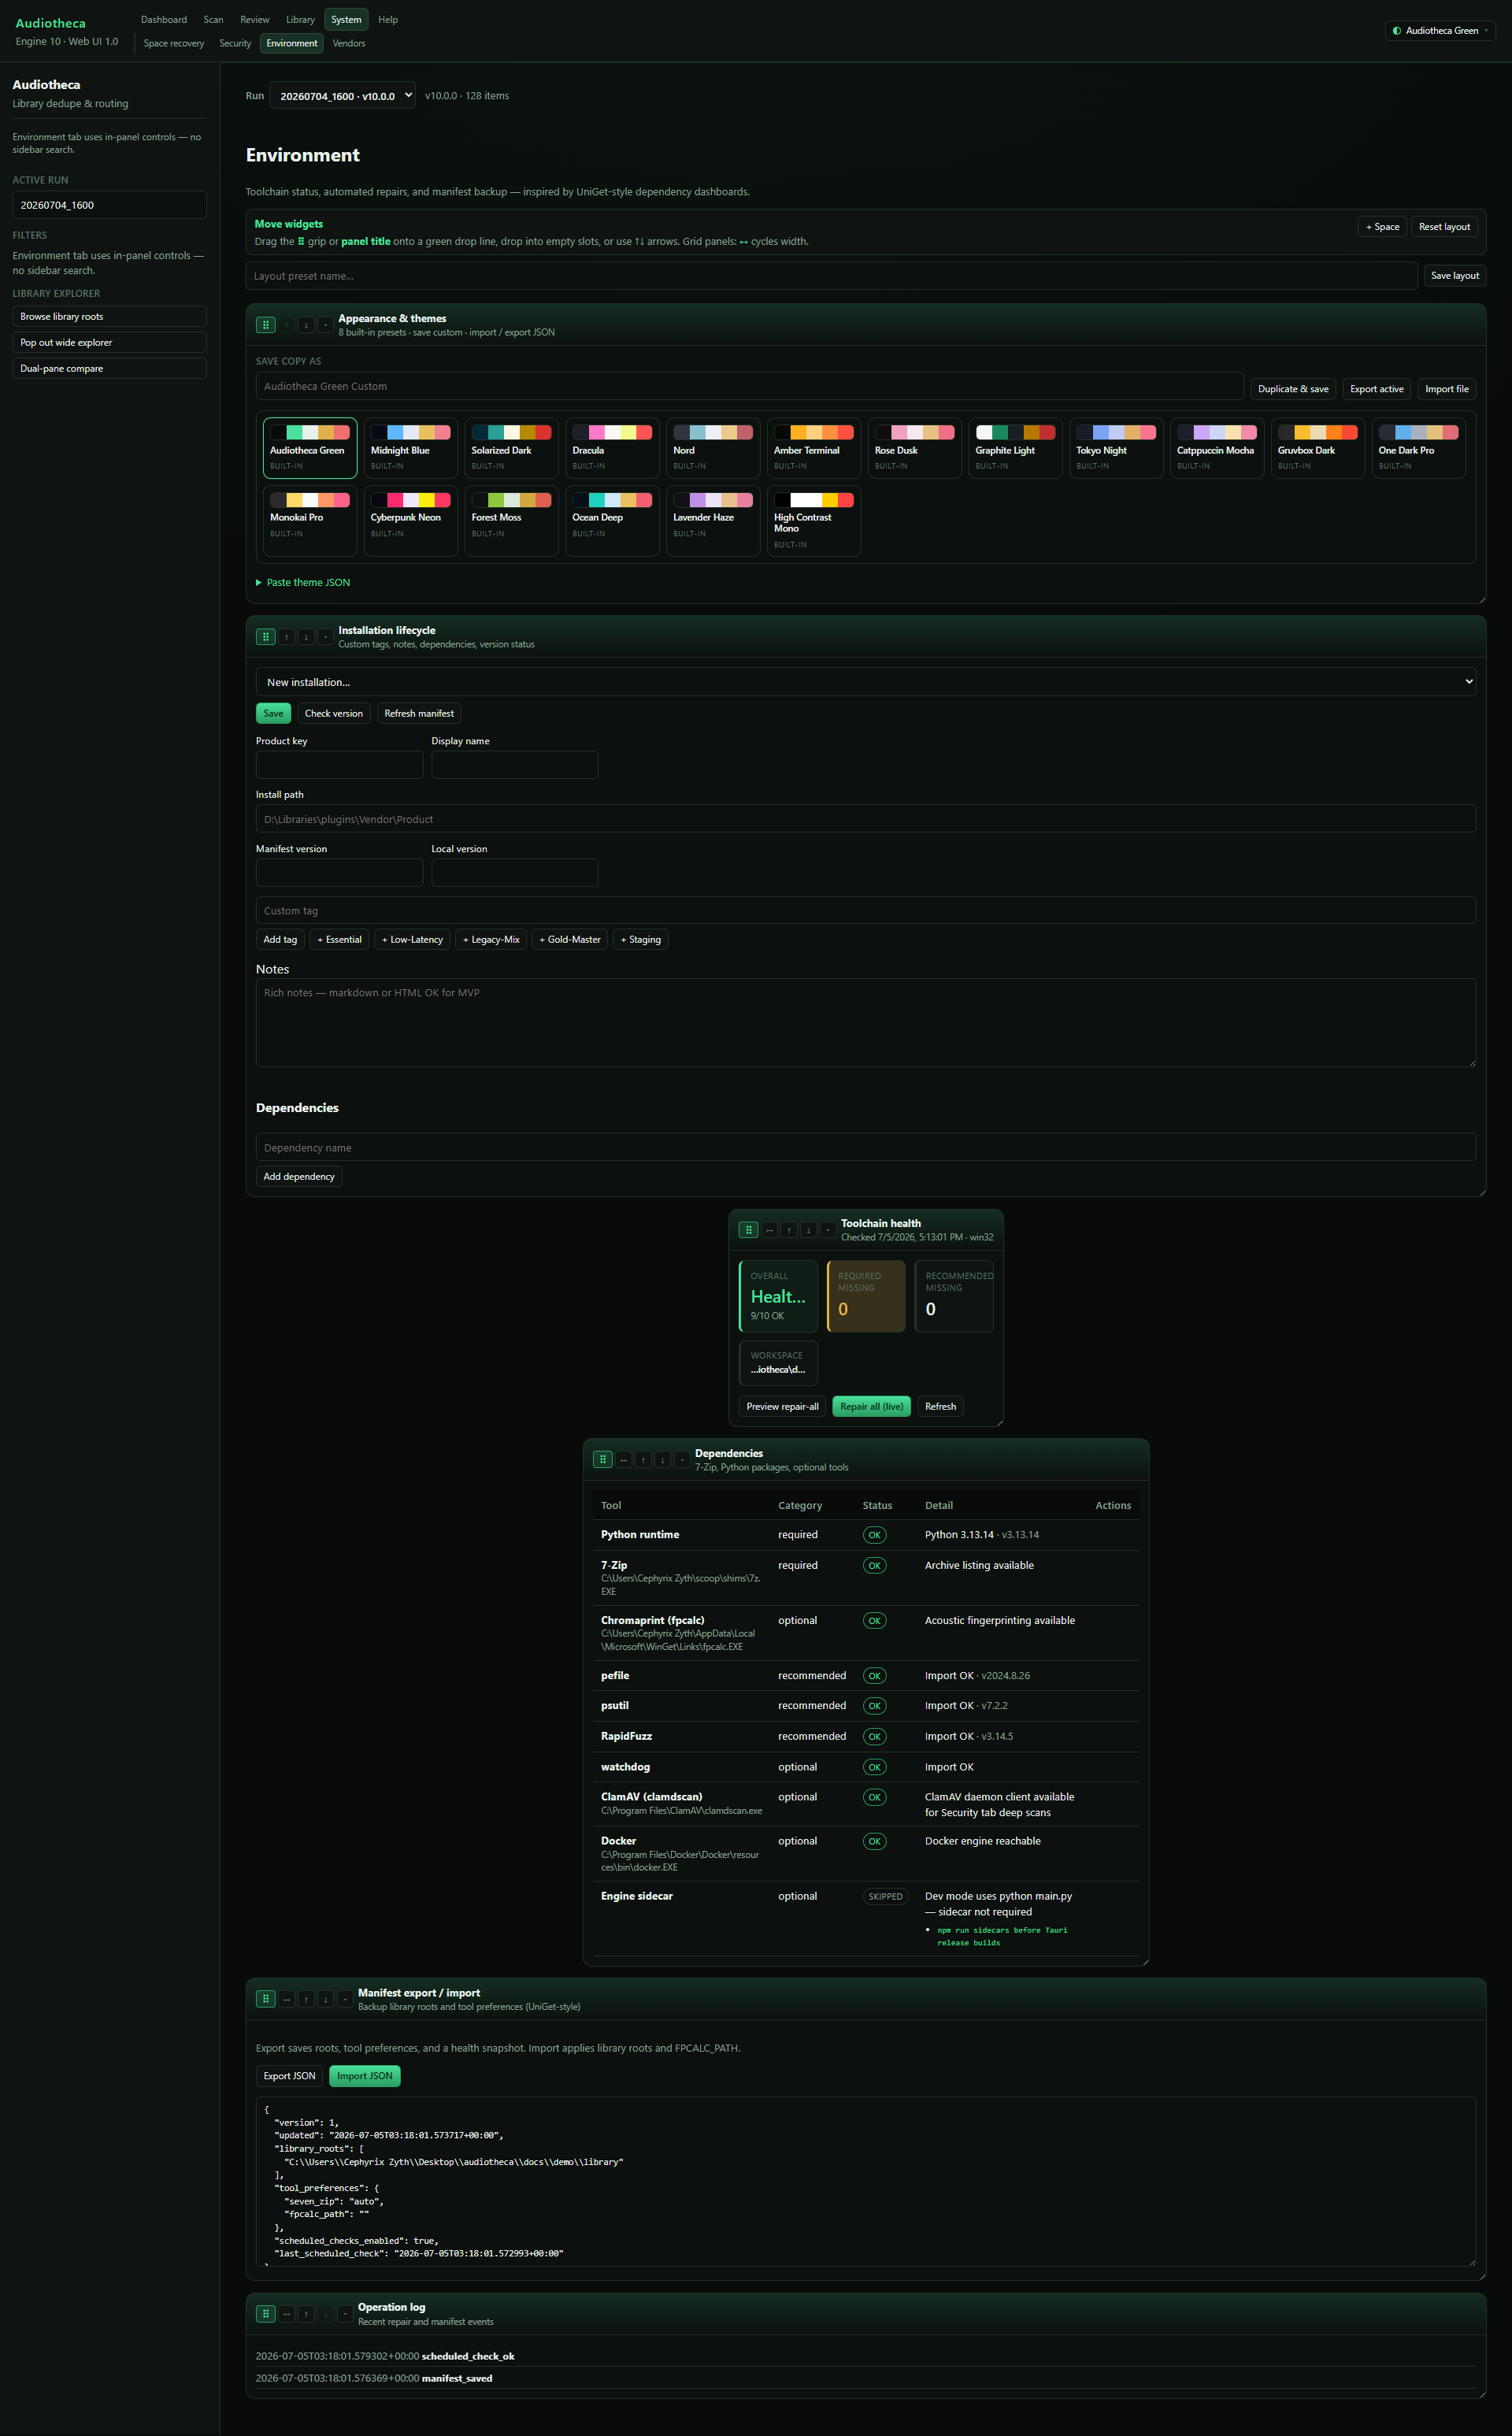 Audiotheca
Engine 10 · Web UI 1.0
Dashboard Scan Review Library System Help
Space recovery Security Environment Vendors
Audiotheca Green
Audiotheca
Library dedupe & routing
Environment tab uses in-panel controls — no
sidebar search.
ACTIVE RUN
20260704_1600
FILTERS
Environment tab uses in-panel controls —
no sidebar search.
LIBRARY EXPLORER
Browse library roots
Pop out wide explorer
Dual-pane compare
Run 20260704_1600 · v10.0.0 v10.0.0 · 128 items
Environment
Toolchain status, automated repairs, and manifest backup — inspired by UniGet-style dependency dashboards.
Move widgets
Drag the ⠿ grip or panel title onto a green drop line, drop into empty slots, or use ↑↓ arrows. Grid panels: ↔ cycles width.
+ Space Reset layout
Layout preset name... Save layout
Appearance & themes
8 built-in presets · save custom · import / export JSON
SAVE COPY AS
Audiotheca Green Custom Duplicate & save Export active Import file
Audiotheca Green Midnight Blue Solarized Dark Dracula Nord Amber Terminal Rose Dusk Graphite Light Tokyo Night Catppuccin Mocha Gruvbox Dark One Dark Pro
BUILT-IN BUILT-IN BUILT-IN BUILT-IN BUILT-IN BUILT-IN BUILT-IN BUILT-IN BUILT-IN BUILT-IN BUILT-IN BUILT-IN
Monokai Pro Cyberpunk Neon Forest Moss Ocean Deep Lavender Haze High Contrast
Mono
BUILT-IN BUILT-IN BUILT-IN BUILT-IN BUILT-IN BUILT-IN
▶ Paste theme JSON
Installation lifecycle
Custom tags, notes, dependencies, version status
New installation...
Save Check version Refresh manifest
Product key Display name
Install path
D:\Libraries\plugins\Vendor\Product
Manifest version Local version
Custom tag
Add tag + Essential + Low-Latency + Legacy-Mix + Gold-Master + Staging
Notes
Rich notes — markdown or HTML OK for MVP
Dependencies
Dependency name
Add dependency
Toolchain health
Checked 7/5/2026, 5:13:01 PM · win32
OVERALL
Healt...
9/10 OK
REQUIRED
MISSING
0
RECOMMENDED
MISSING
0
WORKSPACE
...iotheca\d...
Preview repair-all Repair all (live) Refresh
Dependencies
7-Zip, Python packages, optional tools
Tool Category Status Detail Actions
Python runtime required OK Python 3.13.14 · v3.13.14
7-Zip required OK Archive listing available
C:\Users\Cephyrix Zyth\scoop\shims\7z.
EXE
Chromaprint (fpcalc) optional OK Acoustic fingerprinting available
C:\Users\Cephyrix Zyth\AppData\Local
\Microsoft\WinGet\Links\fpcalc.EXE
pefile recommended OK Import OK · v2024.8.26
psutil recommended OK Import OK · v7.2.2
RapidFuzz recommended OK Import OK · v3.14.5
watchdog optional OK Import OK
ClamAV (clamdscan) optional OK ClamAV daemon client available
C:\Program Files\ClamAV\clamdscan.exe for Security tab deep scans
Docker optional OK Docker engine reachable
C:\Program Files\Docker\Docker\resour
ces\bin\docker.EXE
Engine sidecar optional SKIPPED Dev mode uses python main.py
— sidecar not required
• npm run sidecars before Tauri
release builds
Manifest export / import
Backup library roots and tool preferences (UniGet-style)
Export saves roots, tool preferences, and a health snapshot. Import applies library roots and FPCALC_PATH.
Export JSON Import JSON
{
"version": 1,
"updated": "2026-07-05T03:18:01.573717+00:00",
"library_roots": [
"C:\\Users\\Cephyrix Zyth\\Desktop\\audiotheca\\docs\\demo\\library"
],
"tool_preferences": {
"seven_zip": "auto",
"fpcalc_path": ""
},
"scheduled_checks_enabled": true,
"last_scheduled_check": "2026-07-05T03:18:01.572993+00:00"
Operation log
Recent repair and manifest events
2026-07-05T03:18:01.579302+00:00 scheduled_check_ok
2026-07-05T03:18:01.576369+00:00 manifest_saved